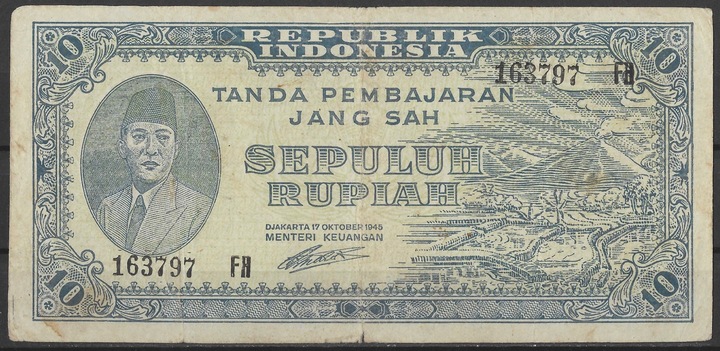 10
REPUBLIK
INDONESIA
10
163797 FH
TANDA PEMBAJARAN
JANG SAH
SEPULUH
RUPIAH
DJAKARTA 17 OKTOBER 1945
MENTERI KEUANGAN
163797 FH
10
10